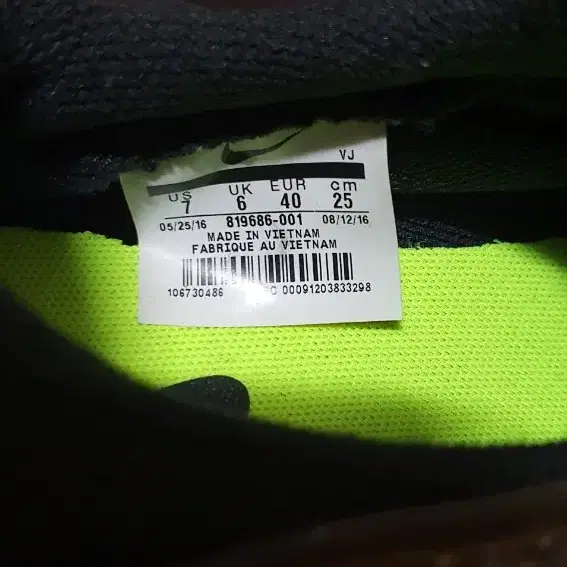 VJ
US UK EUR cm
7 6 40 25
05/25/16 819686-001 08/12/16
MADE IN VIETNAM
FABRIQUE AU VIETNAM
106730486 PC 00091203833298